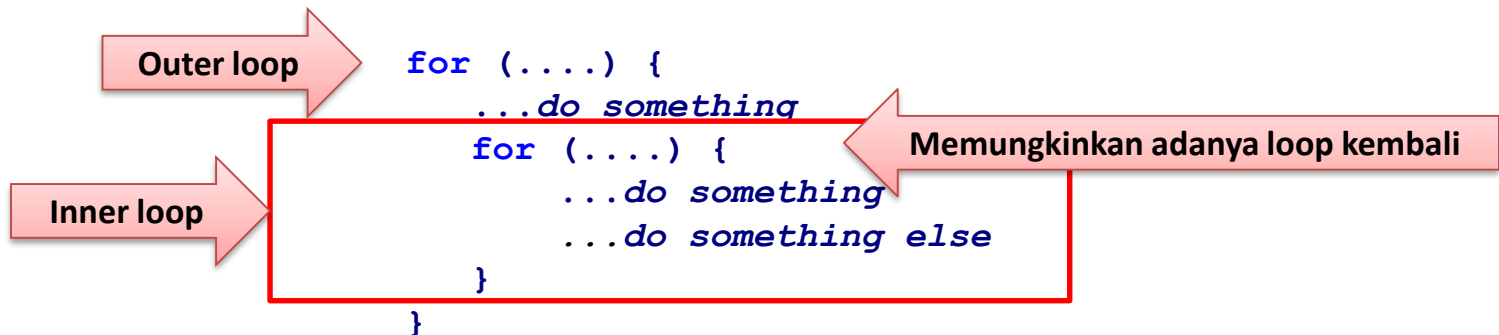 Outer loop
for (....) {
...do something
for (....) {
Memungkinkan adanya loop kembali
Inner loop
...do something
...do something else
}
}